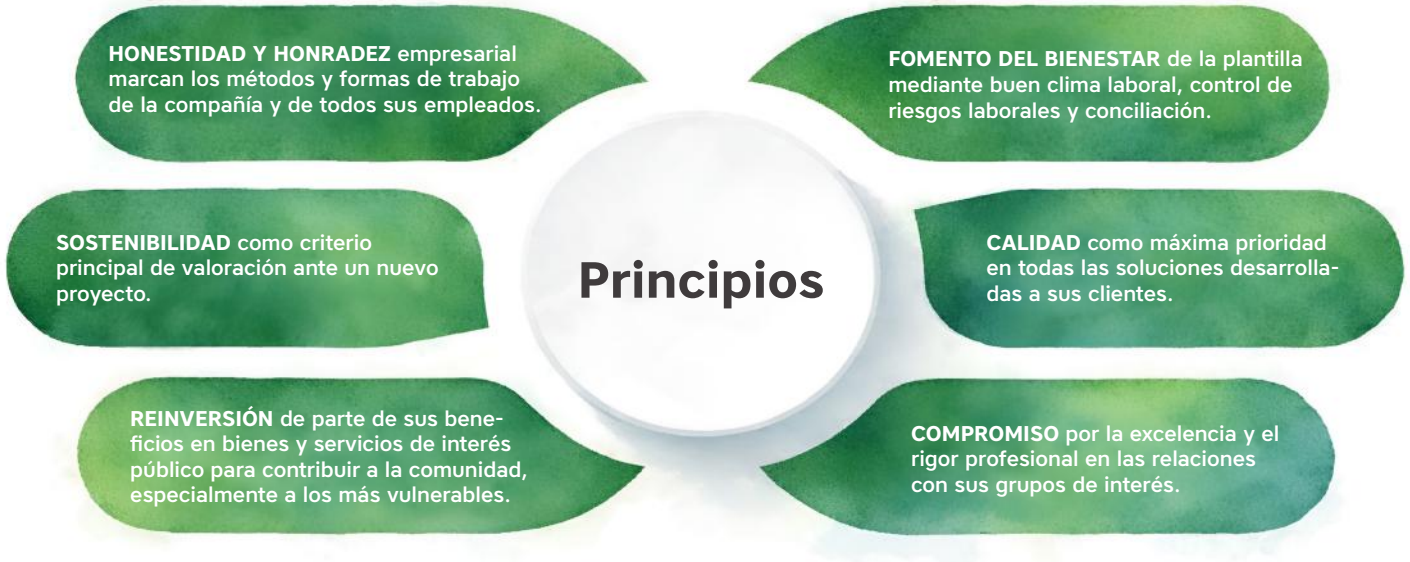 HONESTIDAD Y HONRADEZ empresarial
marcan los métodos y formas de trabajo
de la compañía y de todos sus empleados.
FOMENTO DEL BIENESTAR de la plantilla
mediante buen clima laboral, control de
riesgos laborales y conciliación.
SOSTENIBILIDAD como criterio
principal de valoración ante un nuevo
proyecto.
Principios
CALIDAD como máxima prioridad
en todas las soluciones desarrolla-
das a sus clientes.
REINVERSIÓN de parte de sus bene-
ficios en bienes y servicios de interés
público para contribuir a la comunidad,
especialmente a los más vulnerables.
COMPROMISO por la excelencia y el
rigor profesional en las relaciones
con sus grupos de interés.